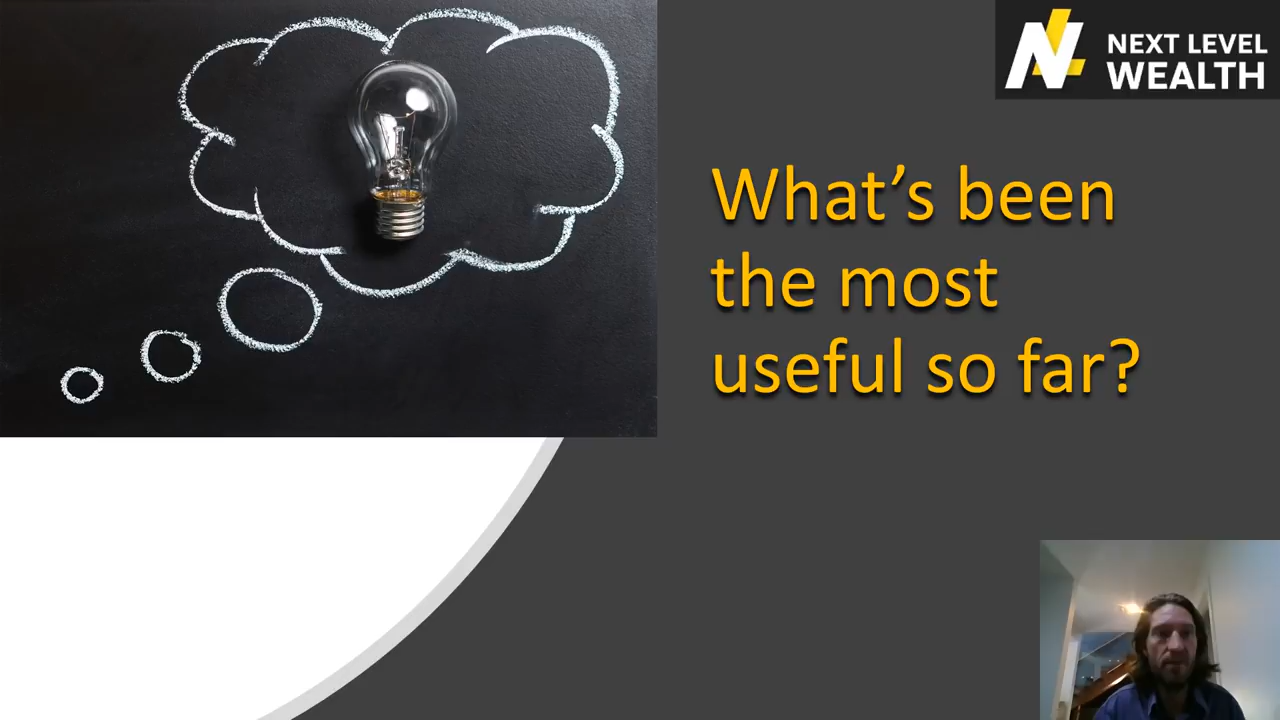 NEXT LEVEL
WEALTH
What’s been
the most
useful so far?